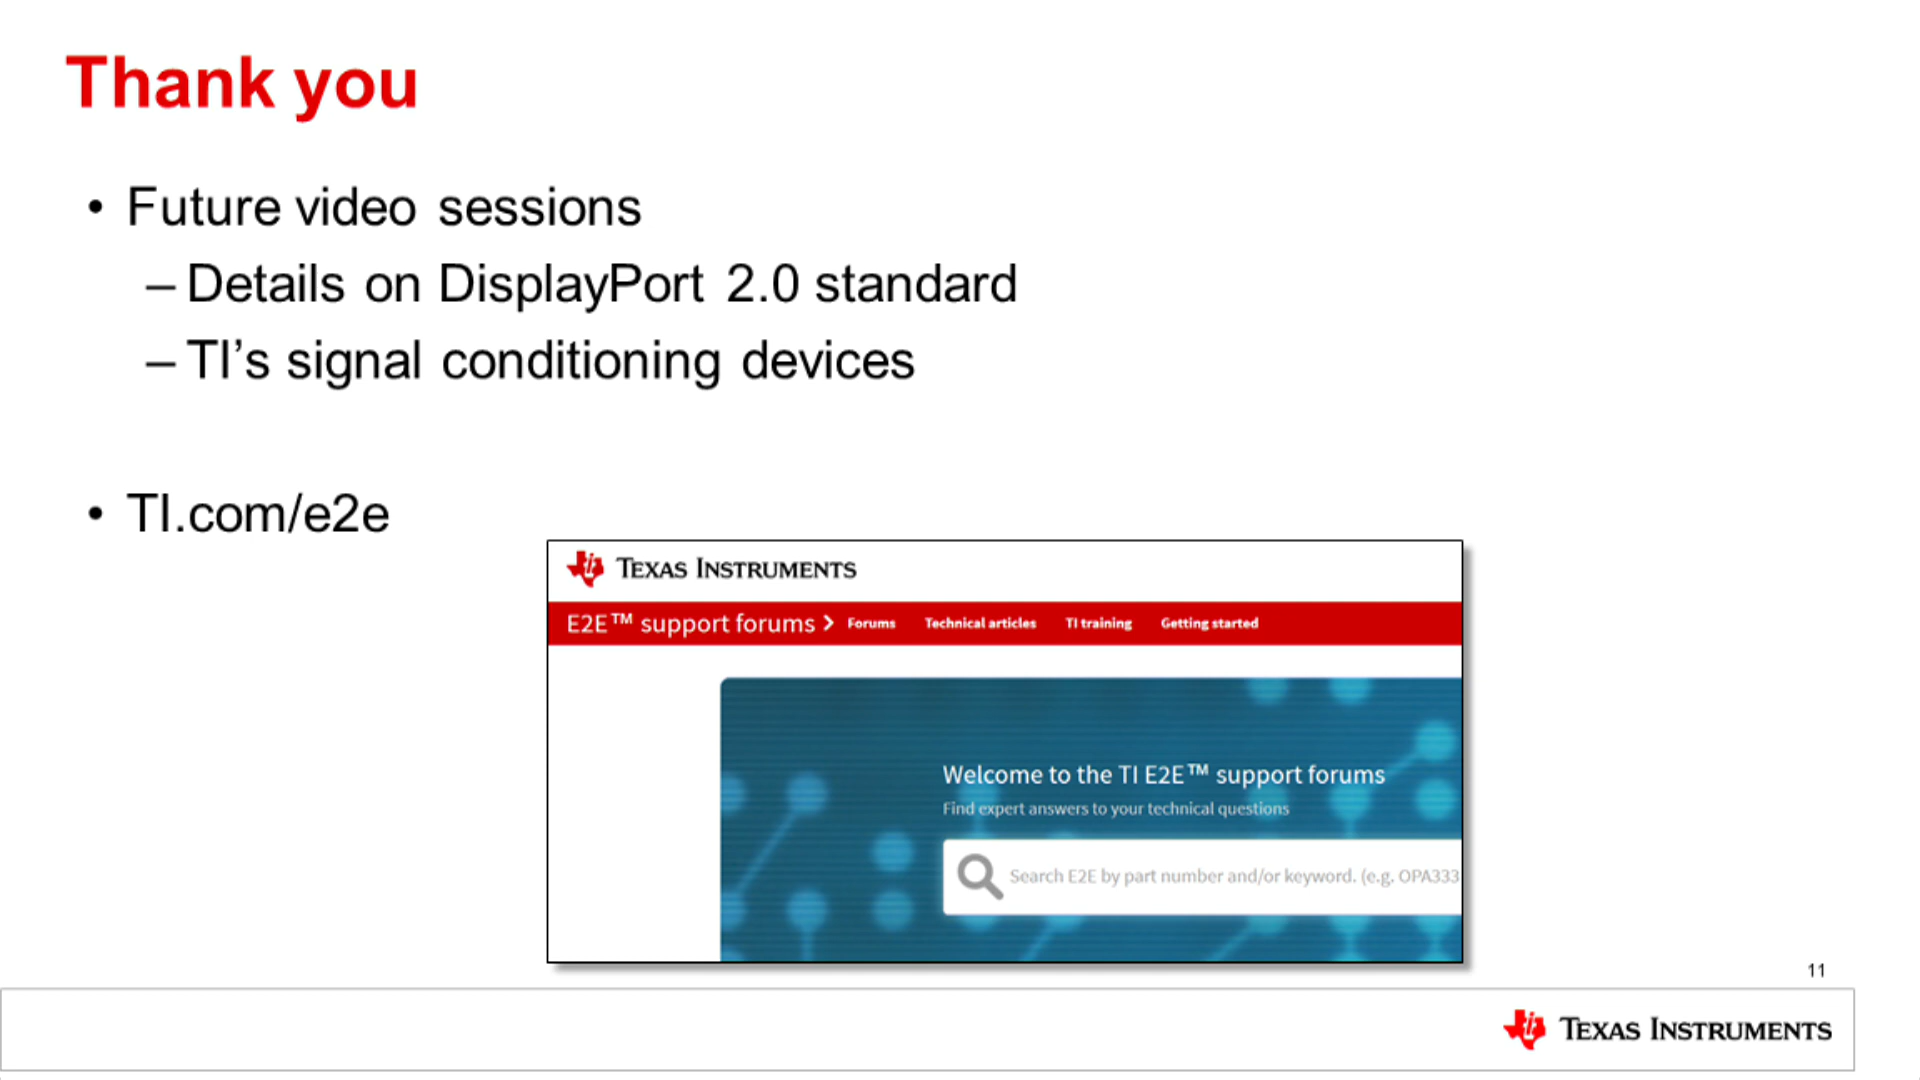 Thank you
• Future video sessions
– Details on DisplayPort 2.0 standard
– TI’s signal conditioning devices
• TI.com/e2e
TEXAS INSTRUMENTS
E2E™ support forums > Forums Technical articles TI training Getting started
Welcome to the TI E2E™ support forums
Find expert answers to your technical questions
Search E2E by part number and/or keyword. (e.g. OPA333
11
TEXAS INSTRUMENTS